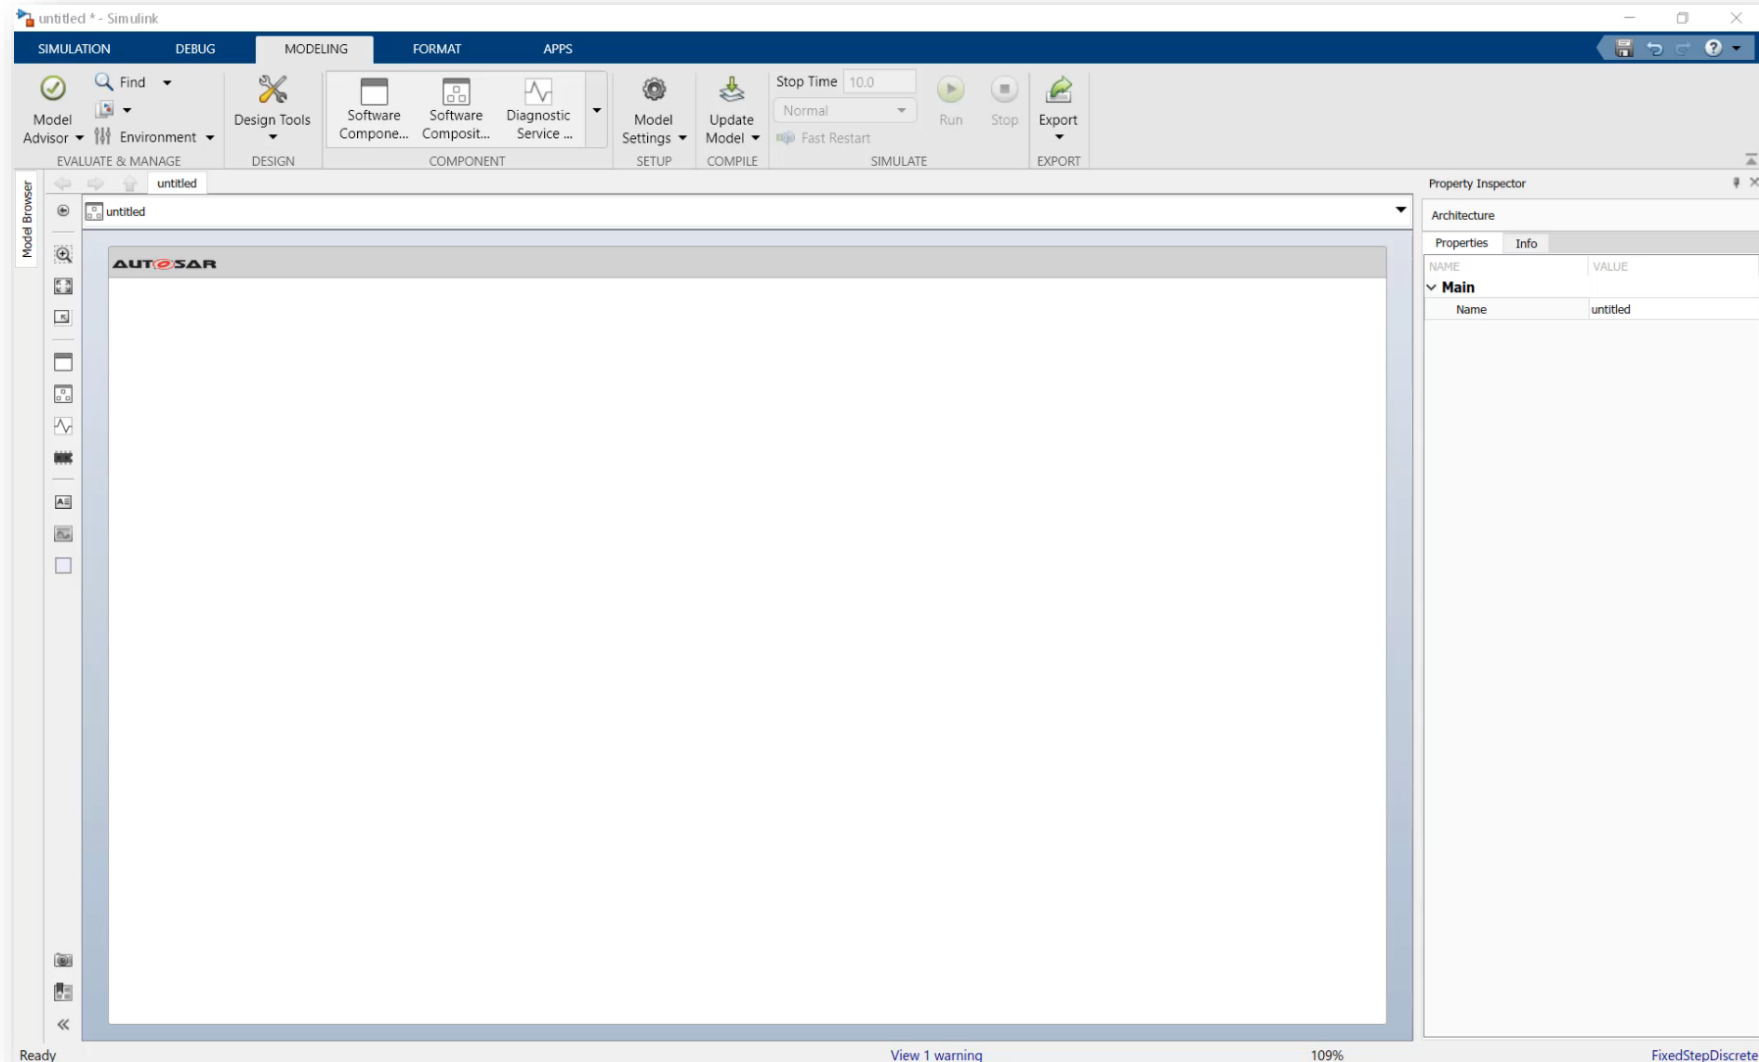 untitled * - Simulink
SIMULATION DEBUG MODELING FORMAT APPS
Model Advisor
Find
Environment
EVALUATE & MANAGE
Design Tools
DESIGN
Software Compone...
Software Composit...
Diagnostic Service ...
COMPONENT
Model Settings
SETUP
Update Model
COMPILE
Stop Time 10.0
Normal
Fast Restart
Run
Stop
SIMULATE
Export
EXPORT
Model Browser
untitled
untitled
AUTOSAR
Property Inspector
Architecture
Properties Info
NAME VALUE
Main
Name untitled
Ready View 1 warning 109% FixedStepDiscrete